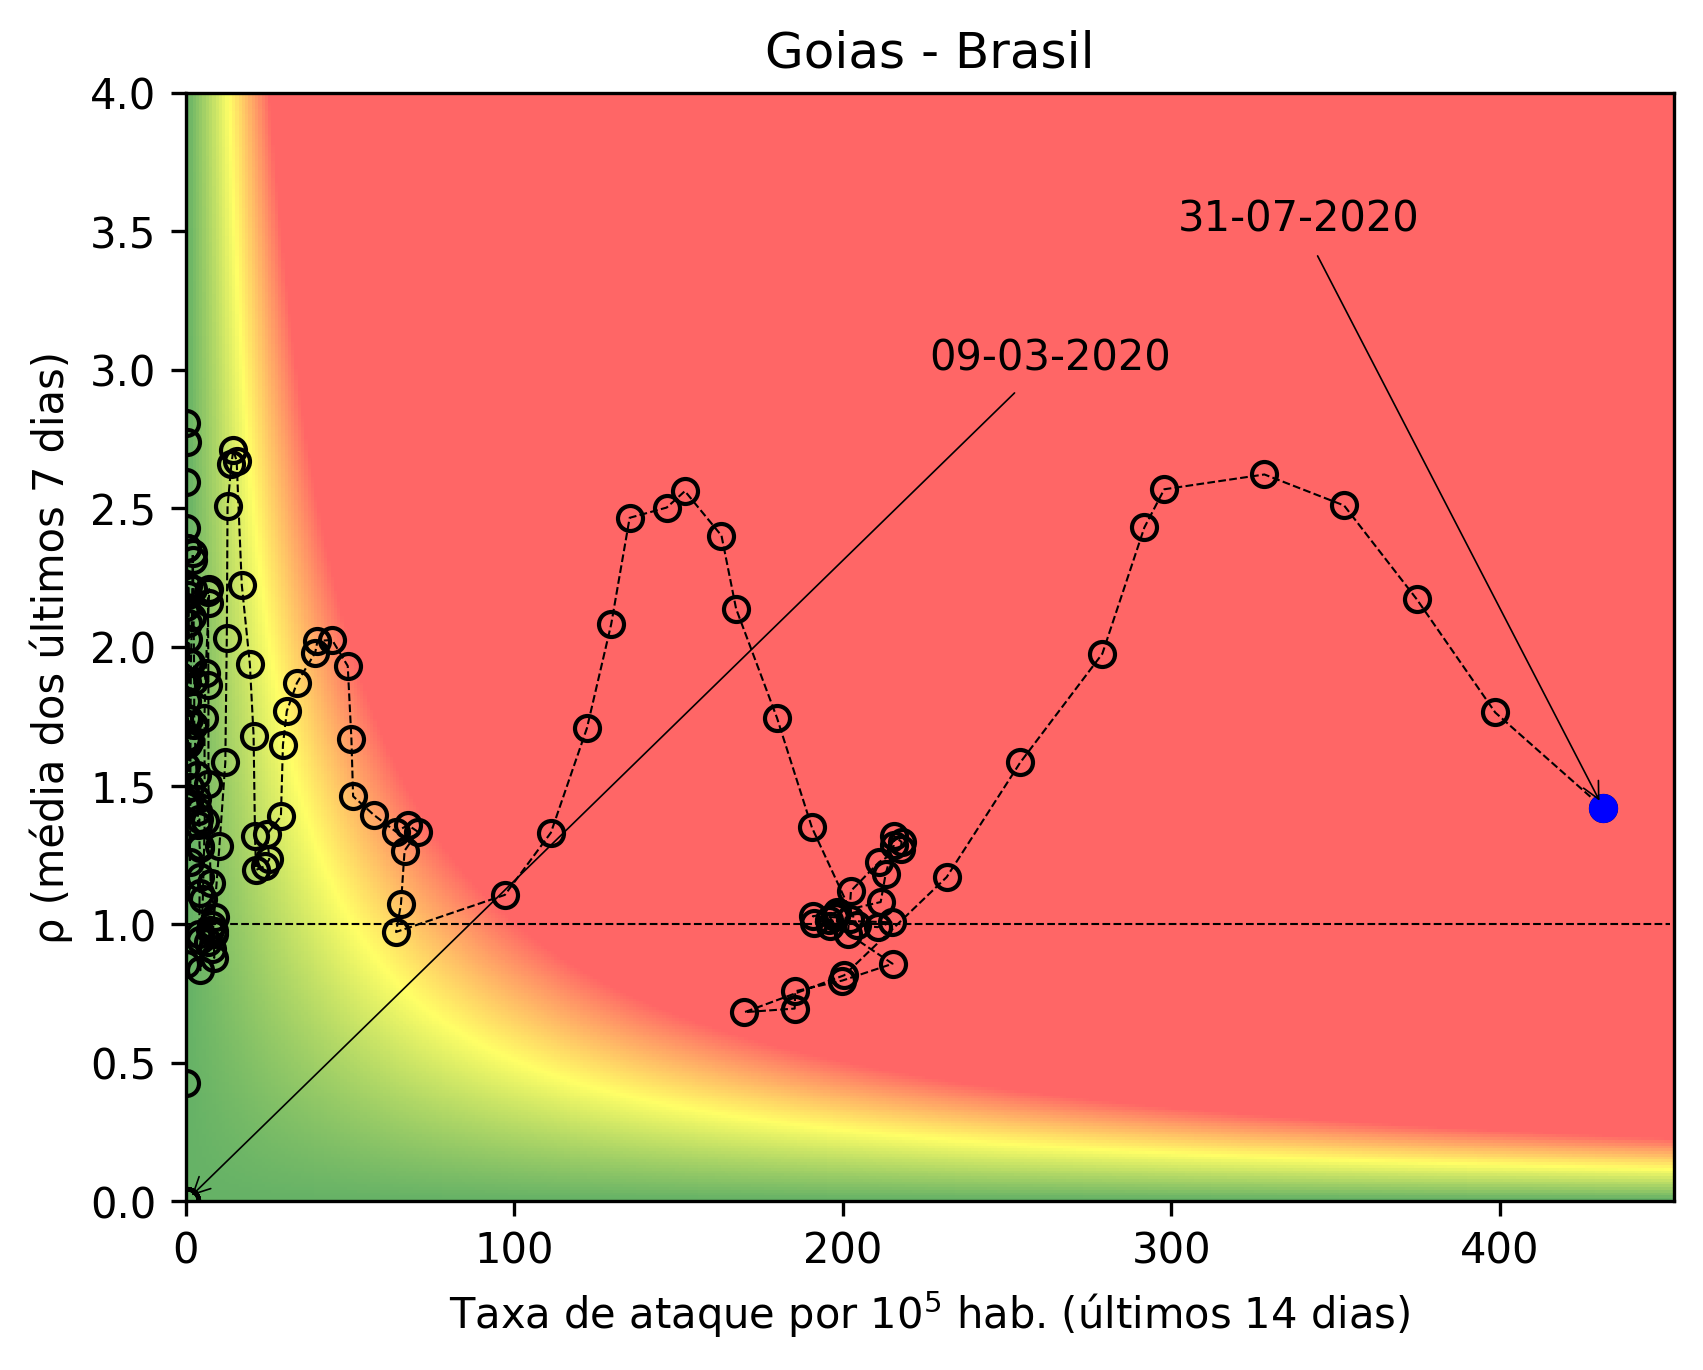 Goias - Brasil
4.0
3.5
3.0
2.5
2.0
1.5
1.0
0.5
0.0
ρ (média dos últimos 7 dias)
31-07-2020
09-03-2020
0 100 200 300 400
Taxa de ataque por 10⁵ hab. (últimos 14 dias)